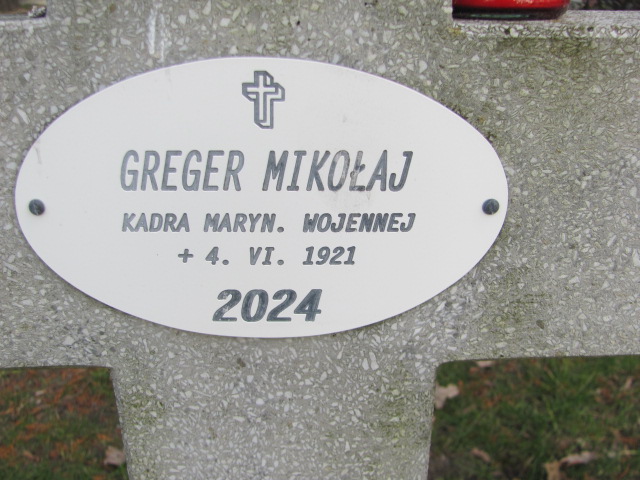 GREGER MIKOŁAJ
KADRA MARYN. WOJENNEJ
+ 4. VI. 1921
2024